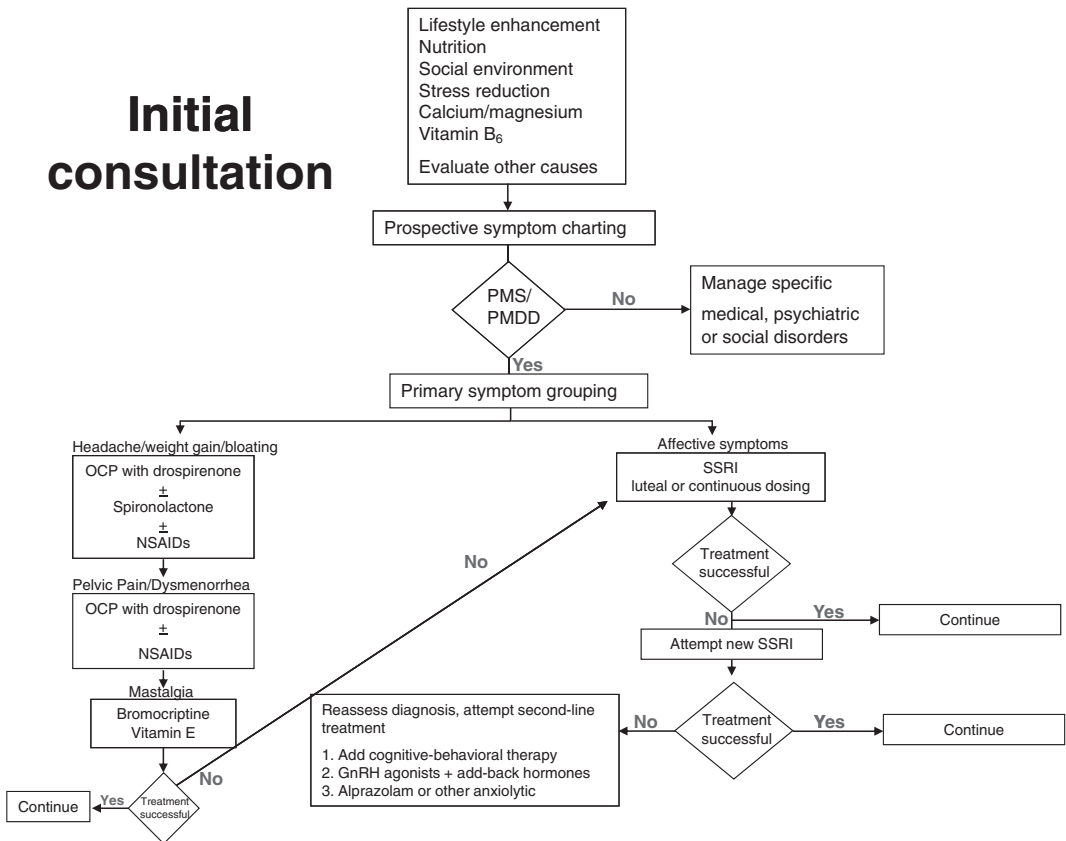 Initial
consultation
Lifestyle enhancement
Nutrition
Social environment
Stress reduction
Calcium/magnesium
Vitamin B₆
Evaluate other causes
Prospective symptom charting
PMS/
PMDD
No
Manage specific
medical, psychiatric
or social disorders
Yes
Primary symptom grouping
Headache/weight gain/bloating
OCP with drospirenone
±
Spironolactone
±
NSAIDs
Pelvic Pain/Dysmenorrhea
OCP with drospirenone
±
NSAIDs
Mastalgia
Bromocriptine
Vitamin E
Treatment
successful
Yes
Continue
No
No
Affective symptoms
SSRI
luteal or continuous dosing
Treatment
successful
No
Yes
Continue
Attempt new SSRI
Treatment
successful
Yes
Continue
No
Reassess diagnosis, attempt second-line
treatment
1. Add cognitive-behavioral therapy
2. GnRH agonists + add-back hormones
3. Alprazolam or other anxiolytic